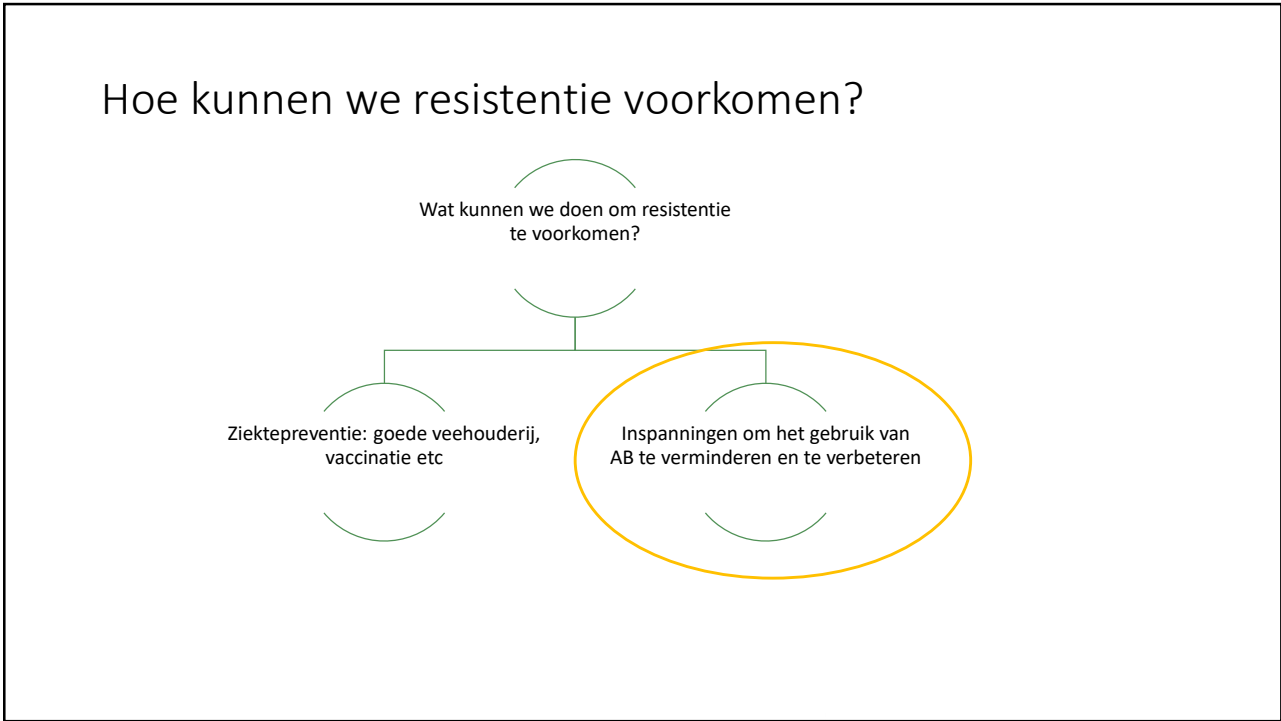 Hoe kunnen we resistentie voorkomen?
Wat kunnen we doen om resistentie
te voorkomen?
Ziektepreventie: goede veehouderij,
vaccinatie etc
Inspanningen om het gebruik van
AB te verminderen en te verbeteren